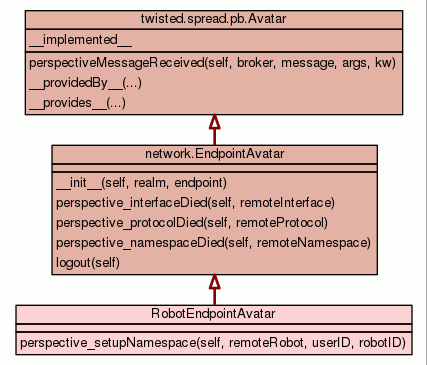 twisted.spread.pb.Avatar
__implemented__
perspectiveMessageReceived(self, broker, message, args, kw)
__providedBy__(...)
__provides__(...)
network.EndpointAvatar
__init__(self, realm, endpoint)
perspective_interfaceDied(self, remoteInterface)
perspective_protocolDied(self, remoteProtocol)
perspective_namespaceDied(self, remoteNamespace)
logout(self)
RobotEndpointAvatar
perspective_setupNamespace(self, remoteRobot, userID, robotID)